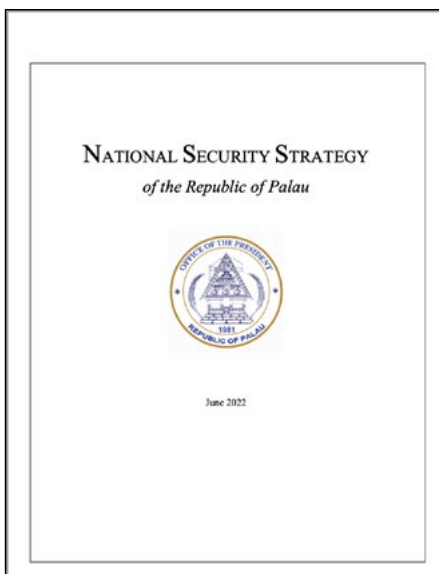 NATIONAL SECURITY STRATEGY
of the Republic of Palau
OFFICE OF THE PRESIDENT
1981
REPUBLIC OF PALAU
June 2022